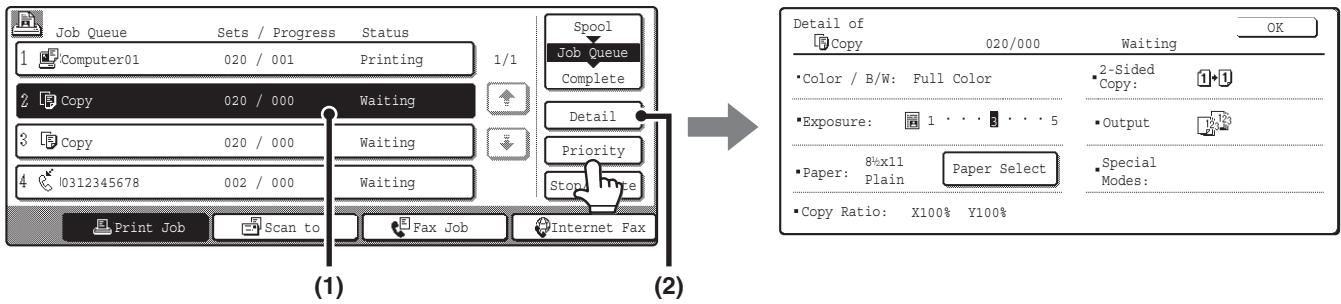 Job Queue Sets / Progress Status
1 Computer01 020 / 001 Printing
2 Copy 020 / 000 Waiting
3 Copy 020 / 000 Waiting
4 0312345678 002 / 000 Waiting
1/1
Spool
Job Queue
Complete
Detail
Priority
Print Job Scan to Fax Job Internet Fax
(1) (2)
Detail of
Copy 020/000 Waiting
OK
Color / B/W: Full Color
2-Sided
Copy:
1 1
Exposure: 1 · · · 3 · · · 5
Output
Paper: 8½x11
Plain
Paper Select
Special
Modes:
Copy Ratio: X100% Y100%